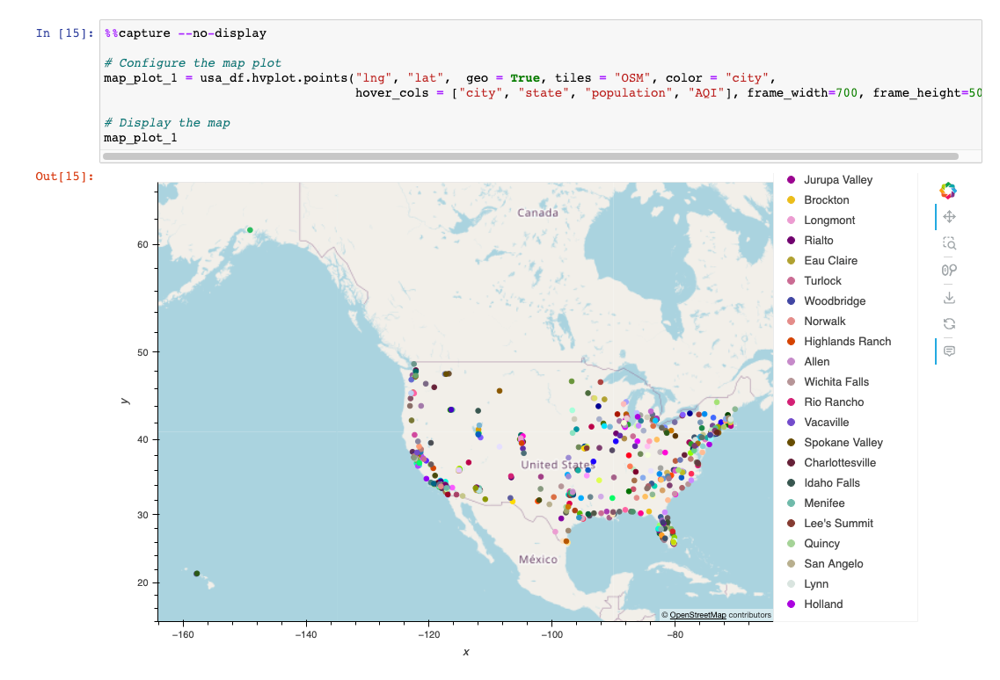 In [15]:
%%capture --no-display
# Configure the map plot
map_plot_1 = usa_df.hvplot.points("lng", "lat",  geo = True, tiles = "OSM", color = "city",
hover_cols = ["city", "state", "population", "AQI"], frame_width=700, frame_height=50
# Display the map
map_plot_1
Out[15]:
Jurupa Valley
Brockton
Longmont
Rialto
Eau Claire
Turlock
Woodbridge
Norwalk
Highlands Ranch
Allen
Wichita Falls
Rio Rancho
Vacaville
Spokane Valley
Charlottesville
Idaho Falls
Menifee
Lee's Summit
Quincy
San Angelo
Lynn
Holland
Canada
United States
México
© OpenStreetMap contributors
60
50
40
30
20
y
−160
−140
−120
−100
−80
x